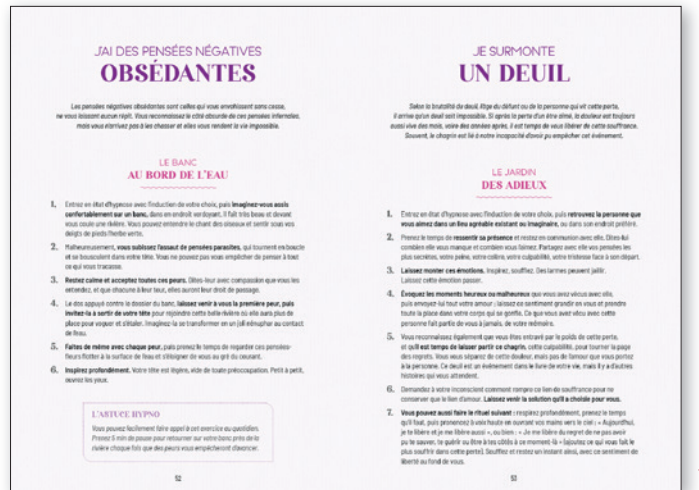 J'AI DES PENSÉES NÉGATIVES
OBSÉDANTES
Les pensées négatives obsédantes sont celles qui vous envahissent sans cesse,
ne vous laissant aucun répit. Vous reconnaissez le côté absurde de ces pensées infernales,
mais vous n'arrivez pas à les chasser et elles vous rendent la vie impossible.
LE BANC
AU BORD DE L'EAU
1. Entrez en état d'hypnose avec l'induction de votre choix, puis imaginez-vous assis
confortablement sur un banc, dans un endroit verdoyant. Il fait très beau et devant
vous coule une rivière. Vous pouvez entendre le chant des oiseaux et sentir sous vos
doigts de pieds l'herbe verte.
2. Malheureusement, vous subissez l'assaut de pensées parasites, qui tournent en boucle
et se bousculent dans votre tête. Vous ne pouvez pas vous empêcher de penser à tout
ce qui vous tracasse.
3. Restez calme et acceptez toutes ces peurs. Dites-leur avec compassion que vous les
entendez, et que chacune à leur tour, elles auront leur droit de passage.
4. Le dos appuyé contre le dossier du banc, laissez venir à vous la première peur, puis
invitez-la à sortir de votre tête pour rejoindre cette belle rivière où elle aura plus de
place pour voguer et s'étaler. Imaginez-la se transformer en un joli nénuphar au contact
de l'eau.
5. Faites de même avec chaque peur, puis prenez le temps de regarder ces pensées-
fleurs flotter à la surface de l'eau et s'éloigner de vous au gré du courant.
6. Inspirez profondément. Votre tête est légère, vide de toute préoccupation. Petit à petit,
ouvrez les yeux.
L'ASTUCE HYPNO
Vous pouvez facilement faire appel à cet exercice au quotidien.
Prenez 5 min de pause pour retourner sur votre banc près de la
rivière chaque fois que des peurs vous empêcheront d'avancer.
52
JE SURMONTE
UN DEUIL
Selon la brutalité du deuil, l'âge du défunt ou de la personne qui vit cette perte,
il arrive qu'un deuil soit impossible. Si après la perte d'un être aimé, la douleur est toujours
aussi vive des mois, voire des années après, il est temps de vous libérer de cette souffrance.
Souvent, le chagrin est lié à notre incapacité d'avoir pu empêcher cet événement.
LE JARDIN
DES ADIEUX
1. Entrez en état d'hypnose avec l'induction de votre choix, puis retrouvez la personne que
vous aimez dans un lieu agréable existant ou imaginaire, ou dans son endroit préféré.
2. Prenez le temps de ressentir sa présence et restez en communion avec elle. Dites-lui
combien elle vous manque et combien vous l'aimez. Partagez avec elle vos pensées les
plus secrètes, votre peine, votre colère, votre culpabilité, votre tristesse face à son départ.
3. Laissez monter ces émotions. Inspirez, soufflez. Des larmes peuvent jaillir.
Laissez cette émotion passer.
4. Évoquez les moments heureux ou malheureux que vous avez vécus avec elle,
puis envoyez-lui tout votre amour : laissez ce sentiment grandir en vous et prendre
toute la place dans votre corps qui se gonfle. Ce que vous avez vécu avec cette
personne fait partie de vous à jamais, de votre mémoire.
5. Vous reconnaissez également que vous êtes entravé par le poids de cette perte,
et qu'il est temps de laisser partir ce chagrin, cette culpabilité, pour tourner la page
des regrets. Vous vous séparez de cette douleur, mais pas de l'amour que vous portez
à la personne. Ce deuil est un événement dans le livre de votre vie, mais il y a d'autres
histoires qui vous attendent.
6. Demandez à votre inconscient comment rompre ce lien de souffrance pour ne
conserver que le lien d'amour. Laissez venir la solution qu'il a choisie pour vous.
7. Vous pouvez aussi faire le rituel suivant : respirez profondément, prenez le temps
qu'il faut, puis prononcez à voix haute en ouvrant vos mains vers le ciel : « Aujourd'hui,
je te libère et je me libère aussi », ou bien : « Je me libère du regret de ne pas avoir
pu te sauver, te guérir ou être à tes côtés à ce moment-là » (ajoutez ce qui vous fait le
plus souffrir dans cette perte). Soufflez et restez un instant ainsi, avec ce sentiment de
liberté au fond de vous.
53